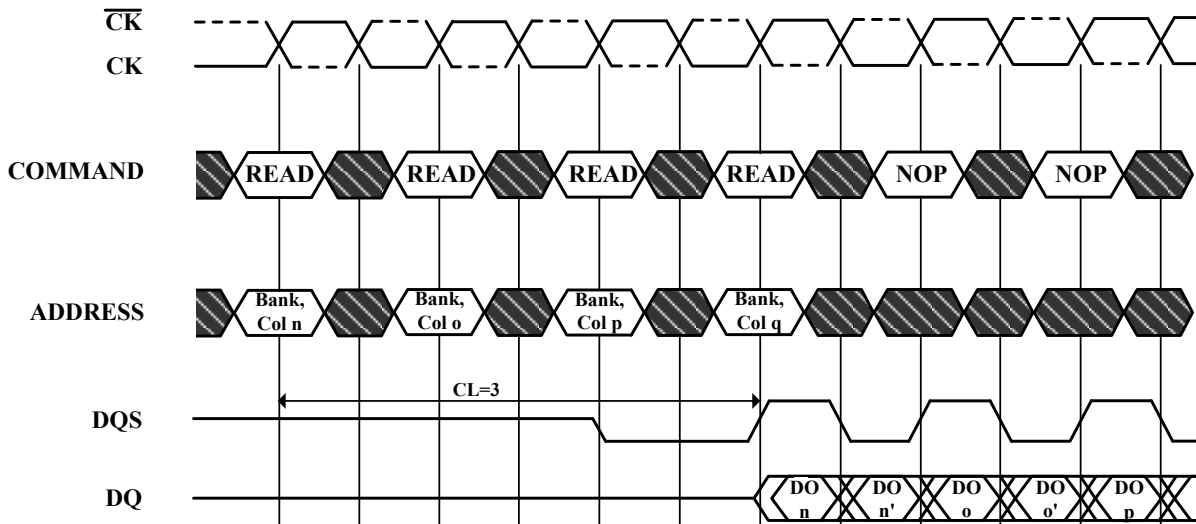 CK
CK
COMMAND READ READ READ READ NOP NOP
ADDRESS Bank, Col n Bank, Col o Bank, Col p Bank, Col q
CL=3
DQS
DQ DO n DO n' DO o DO o' DO p